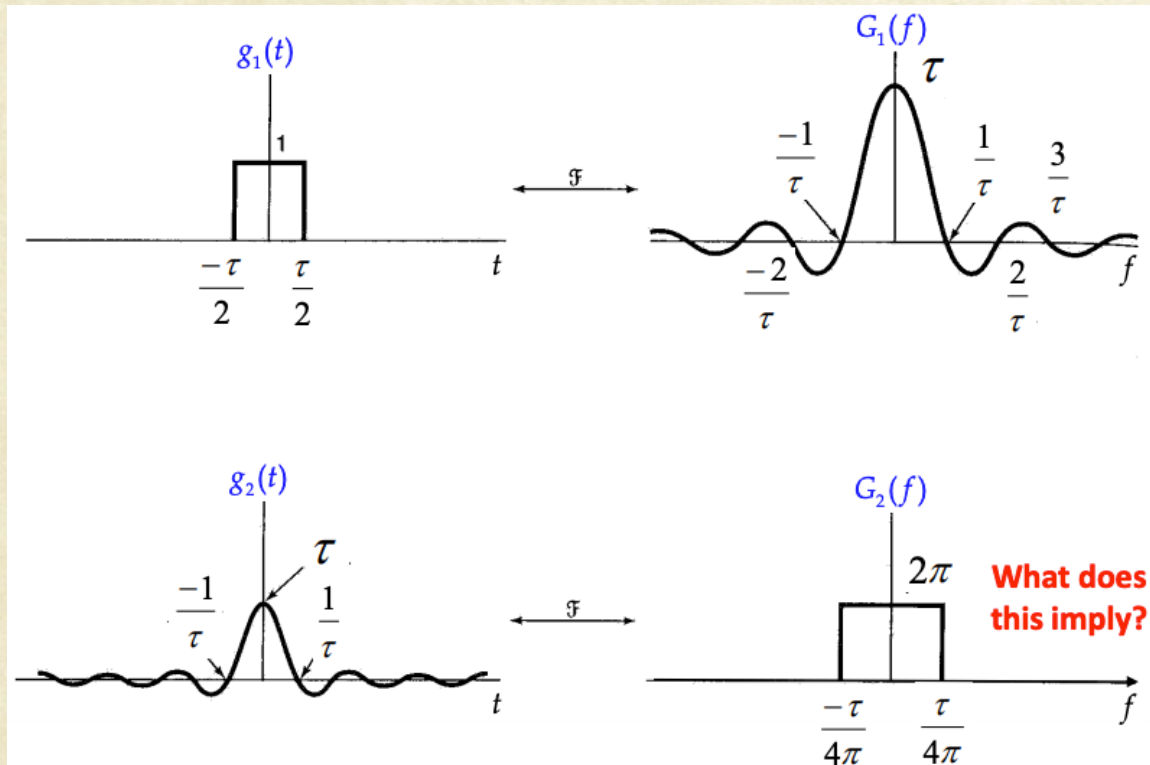 g₁(t)
1
-τ/2
τ/2
t
ℱ
G₁(f)
τ
-1/τ
1/τ
3/τ
-2/τ
2/τ
f
g₂(t)
τ
-1/τ
1/τ
t
ℱ
G₂(f)
2π
What does
this imply?
-τ/4π
τ/4π
f